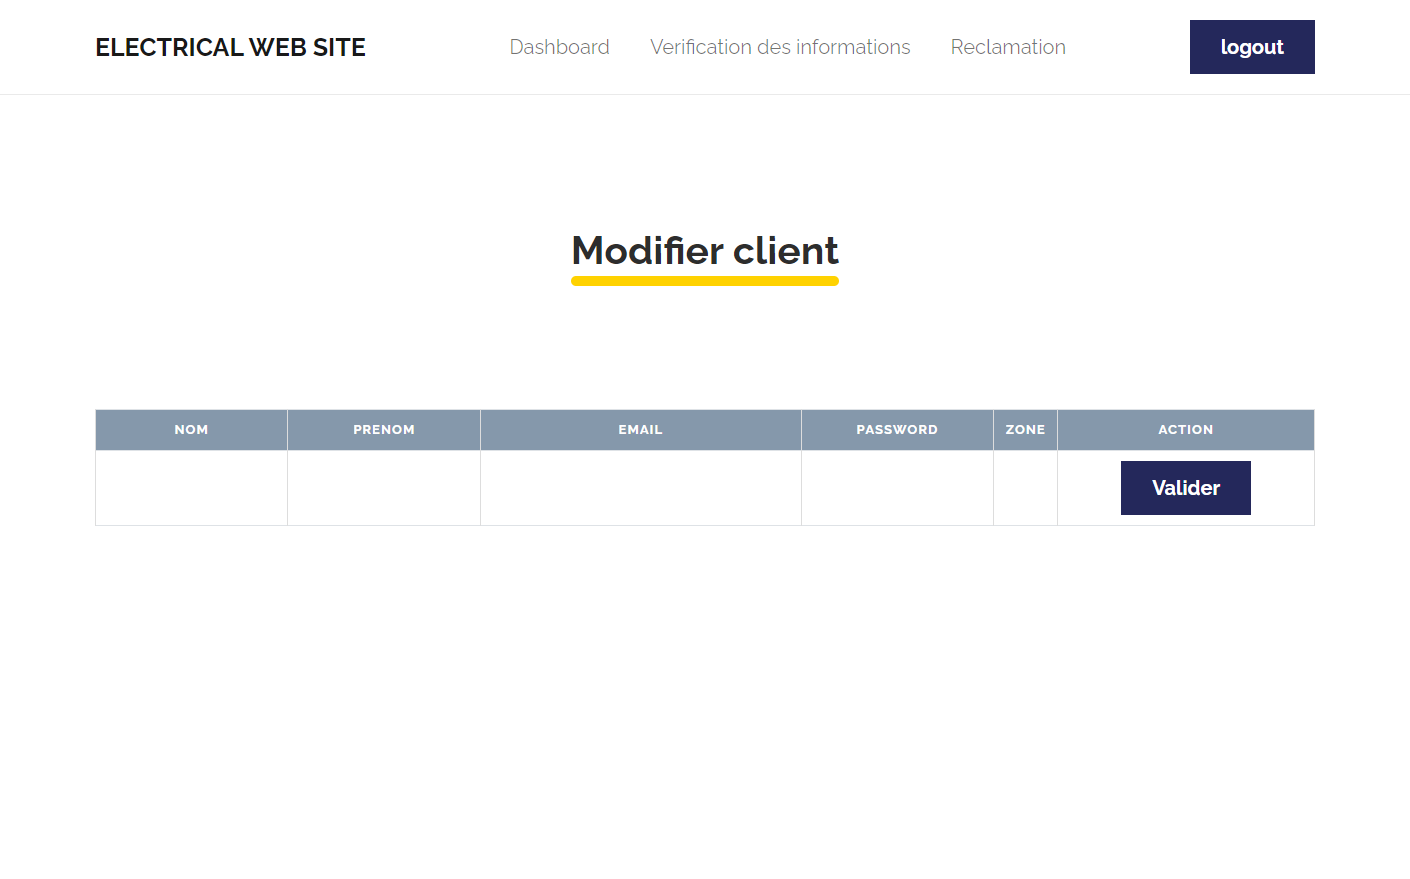 ELECTRICAL WEB SITE Dashboard Verification des informations Reclamation logout
Modifier client
NOM PRENOM EMAIL PASSWORD ZONE ACTION
Valider